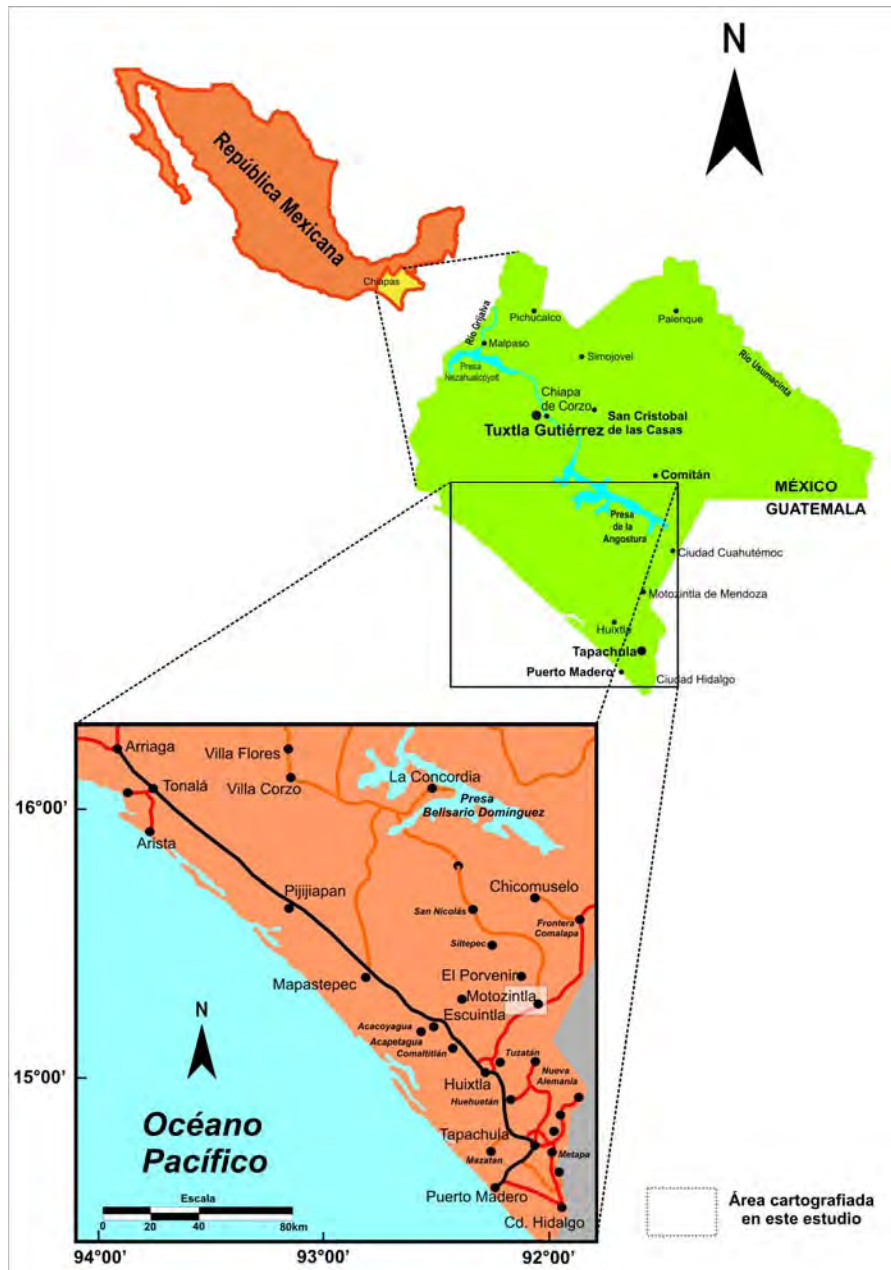 N
República Mexicana
Chiapas
Río Grijalva
Pichucalco
Palenque
Malpaso
Simojovel
Río Usumacinta
Presa
Nezahualcóyotl
Chiapa
de Corzo
San Cristobal
de las Casas
Tuxtla Gutiérrez
Comitán
MÉXICO
GUATEMALA
Presa
de la
Angostura
Ciudad Cuahutémoc
Motozintla de Mendoza
Huixtla
Tapachula
Puerto Madero
Ciudad Hidalgo
Arriaga
Villa Flores
Tonalá
Villa Corzo
La Concordia
Presa
Belisario Domínguez
16°00'
Arista
Pijijiapan
Chicomuselo
San Nicolás
Frontera
Comalapa
Siltepec
El Porvenir
Mapastepec
Motozintla
Escuintla
N
Acacoyagua
Acapetagua
Comaltitlán
15°00'
Tuzatán
Huixtla
Nueva
Alemania
Huehuetán
Océano
Pacífico
Tapachula
Metapa
Mazatan
Puerto Madero
Cd. Hidalgo
Escala
0
20
40
80km
94°00'
93°00'
92°00'
Área cartografiada
en este estudio